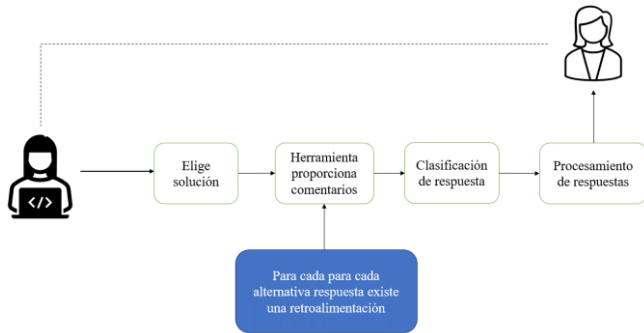 </>
Elige
solución
Herramienta
proporciona
comentarios
Clasificación
de respuesta
Procesamiento
de respuestas
Para cada para cada
alternativa respuesta existe
una retroalimentación